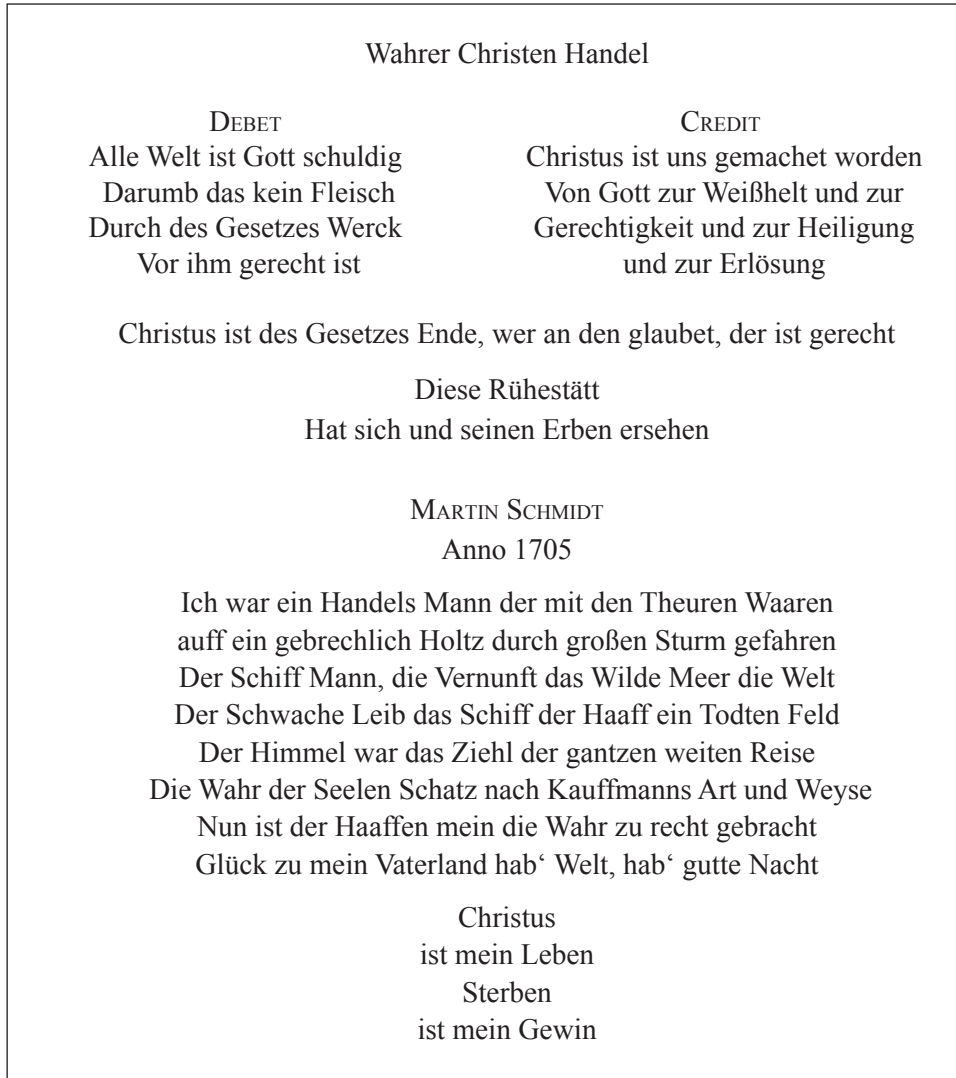 Wahrer Christen Handel
Debet
Alle Welt ist Gott schuldig
Darumb das kein Fleisch
Durch des Gesetzes Werck
Vor ihm gerecht ist
Credit
Christus ist uns gemachet worden
Von Gott zur Weißhelt und zur
Gerechtigkeit und zur Heiligung
und zur Erlösung
Christus ist des Gesetzes Ende, wer an den glaubet, der ist gerecht
Diese Rühestätt
Hat sich und seinen Erben ersehen
Martin Schmidt
Anno 1705
Ich war ein Handels Mann der mit den Theuren Waaren
auff ein gebrechlich Holtz durch großen Sturm gefahren
Der Schiff Mann, die Vernunft das Wilde Meer die Welt
Der Schwache Leib das Schiff der Haaff ein Todten Feld
Der Himmel war das Ziehl der gantzen weiten Reise
Die Wahr der Seelen Schatz nach Kauffmanns Art und Weyse
Nun ist der Haaffen mein die Wahr zu recht gebracht
Glück zu mein Vaterland hab‘ Welt, hab‘ gutte Nacht
Christus
ist mein Leben
Sterben
ist mein Gewin